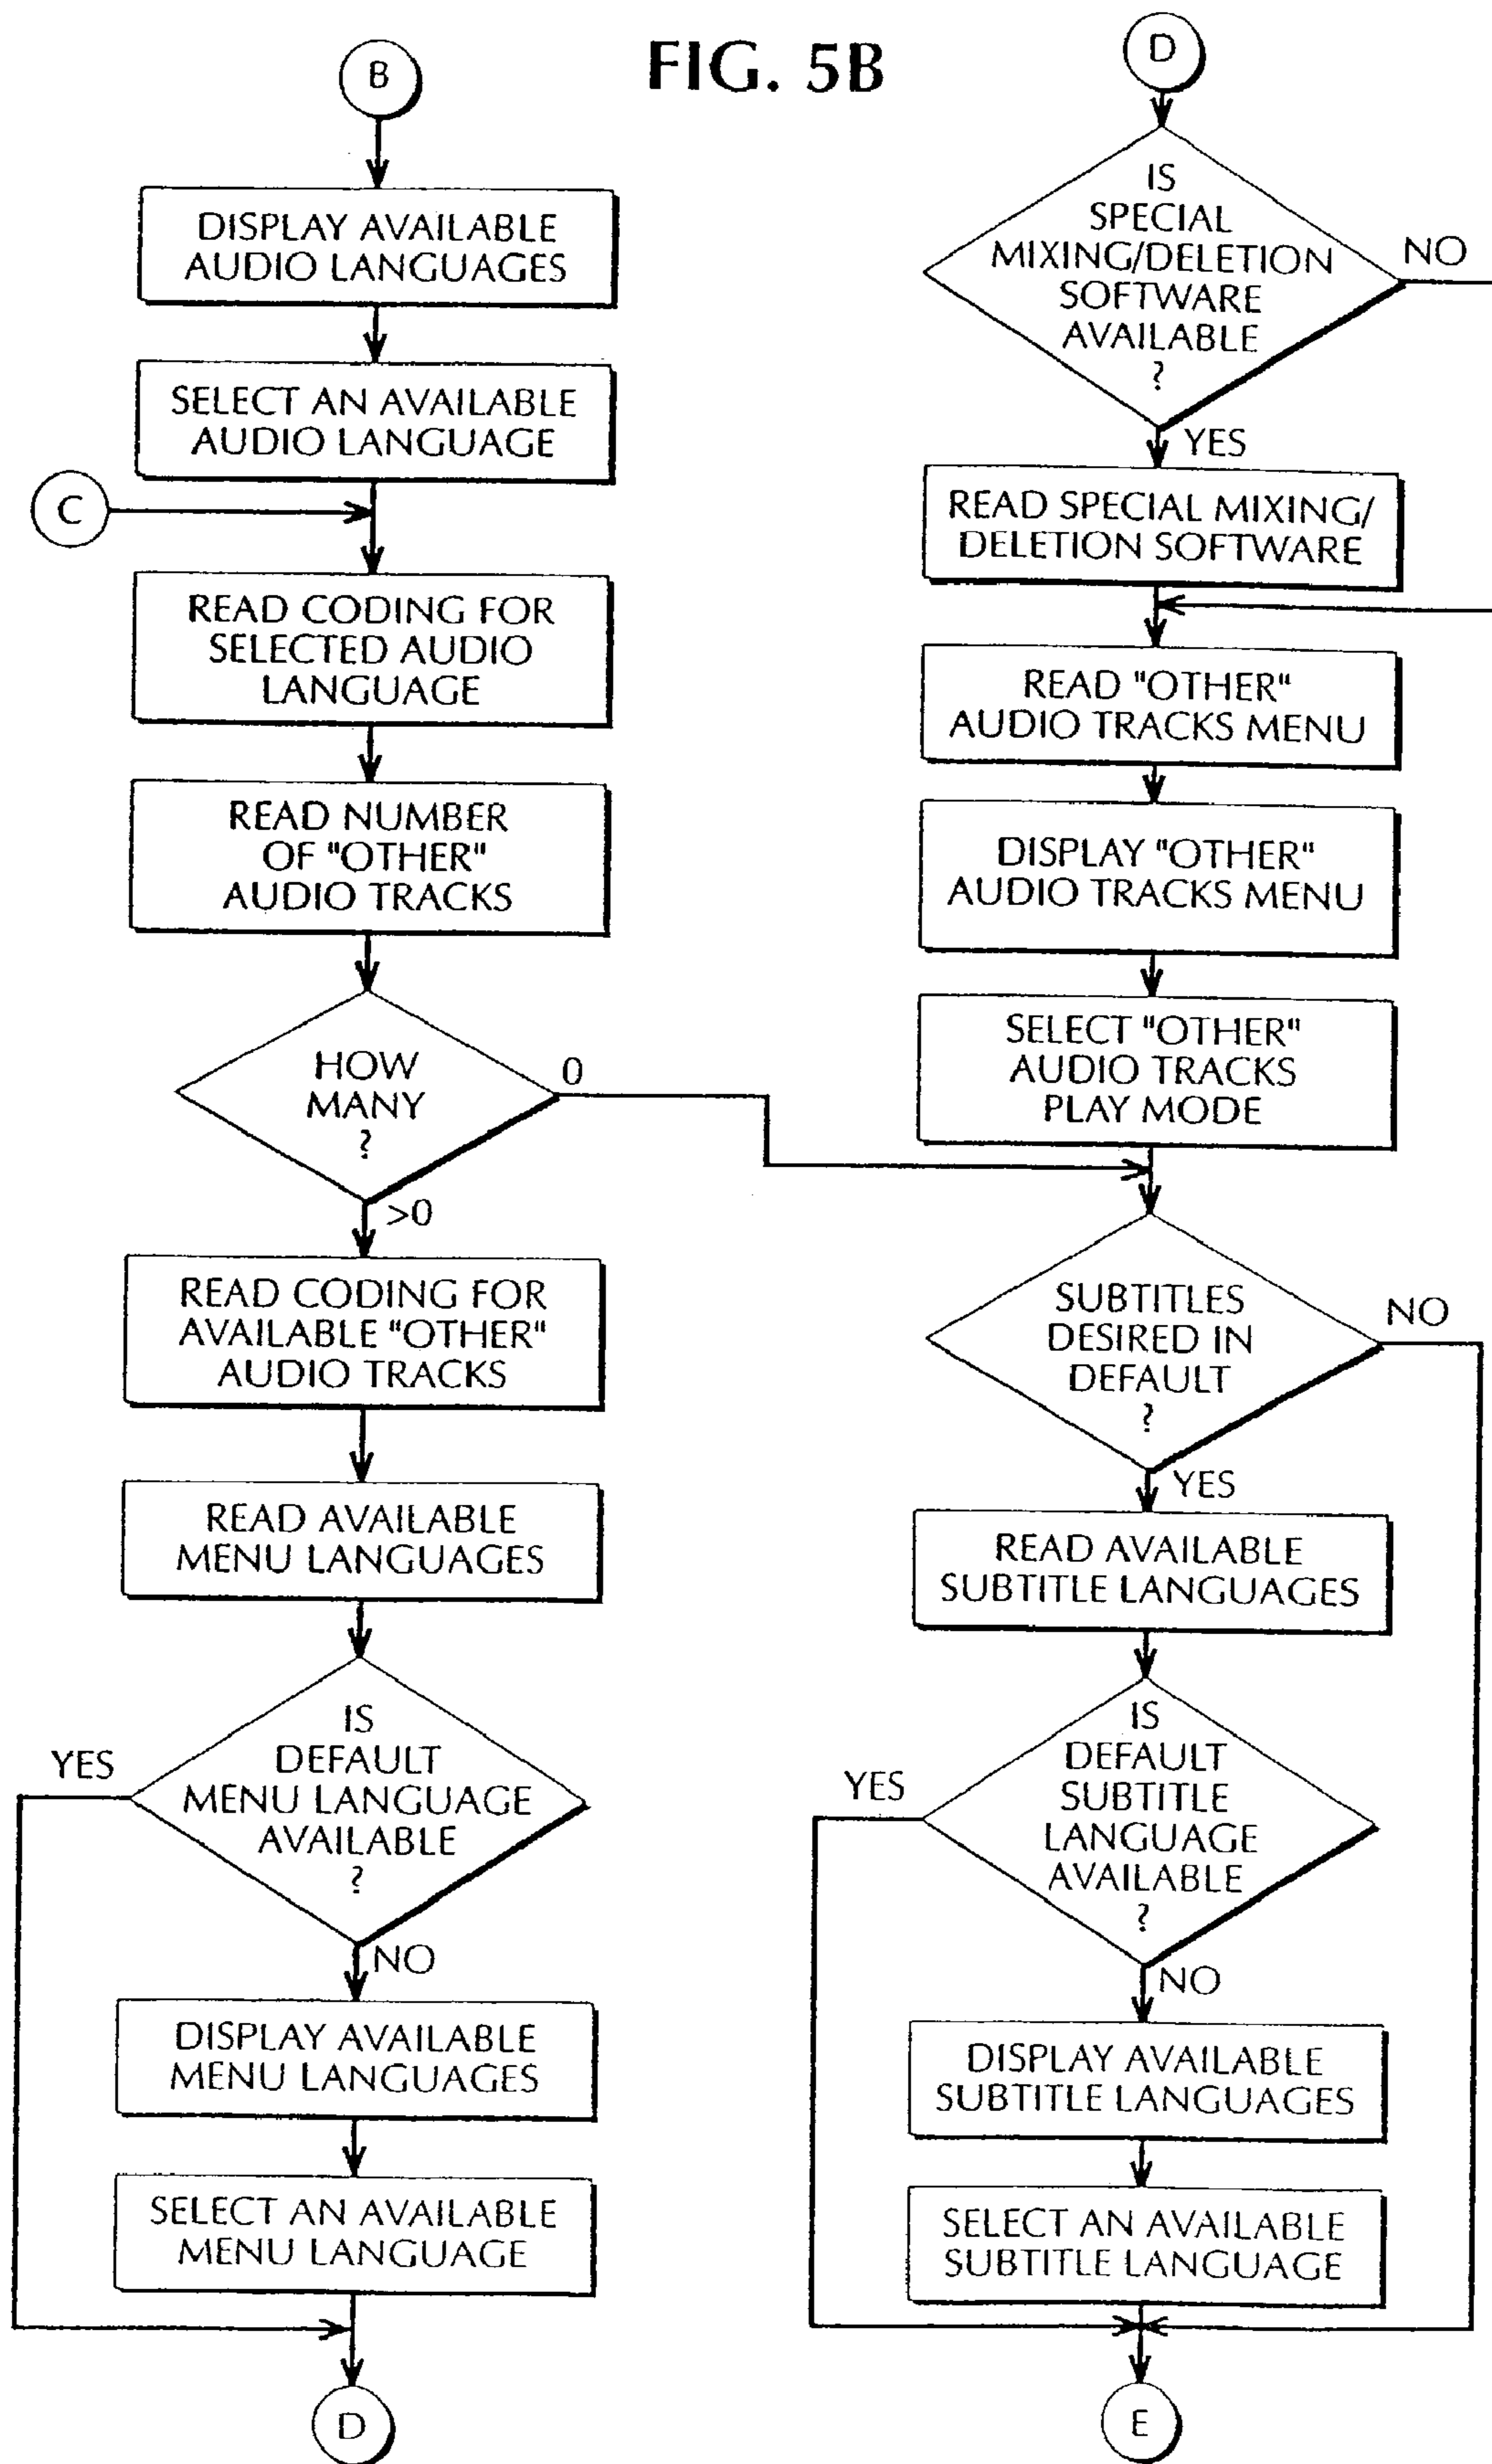 FIG. 5B
B
DISPLAY AVAILABLE
AUDIO LANGUAGES
SELECT AN AVAILABLE
AUDIO LANGUAGE
C
READ CODING FOR
SELECTED AUDIO
LANGUAGE
READ NUMBER
OF "OTHER"
AUDIO TRACKS
HOW
MANY
?
0
>0
READ CODING FOR
AVAILABLE "OTHER"
AUDIO TRACKS
READ AVAILABLE
MENU LANGUAGES
IS
DEFAULT
MENU LANGUAGE
AVAILABLE
?
YES
NO
DISPLAY AVAILABLE
MENU LANGUAGES
SELECT AN AVAILABLE
MENU LANGUAGE
D
D
IS
SPECIAL
MIXING/DELETION
SOFTWARE
AVAILABLE
?
NO
YES
READ SPECIAL MIXING/
DELETION SOFTWARE
READ "OTHER"
AUDIO TRACKS MENU
DISPLAY "OTHER"
AUDIO TRACKS MENU
SELECT "OTHER"
AUDIO TRACKS
PLAY MODE
SUBTITLES
DESIRED IN
DEFAULT
?
NO
YES
READ AVAILABLE
SUBTITLE LANGUAGES
IS
DEFAULT
SUBTITLE
LANGUAGE
AVAILABLE
?
YES
NO
DISPLAY AVAILABLE
SUBTITLE LANGUAGES
SELECT AN AVAILABLE
SUBTITLE LANGUAGE
E